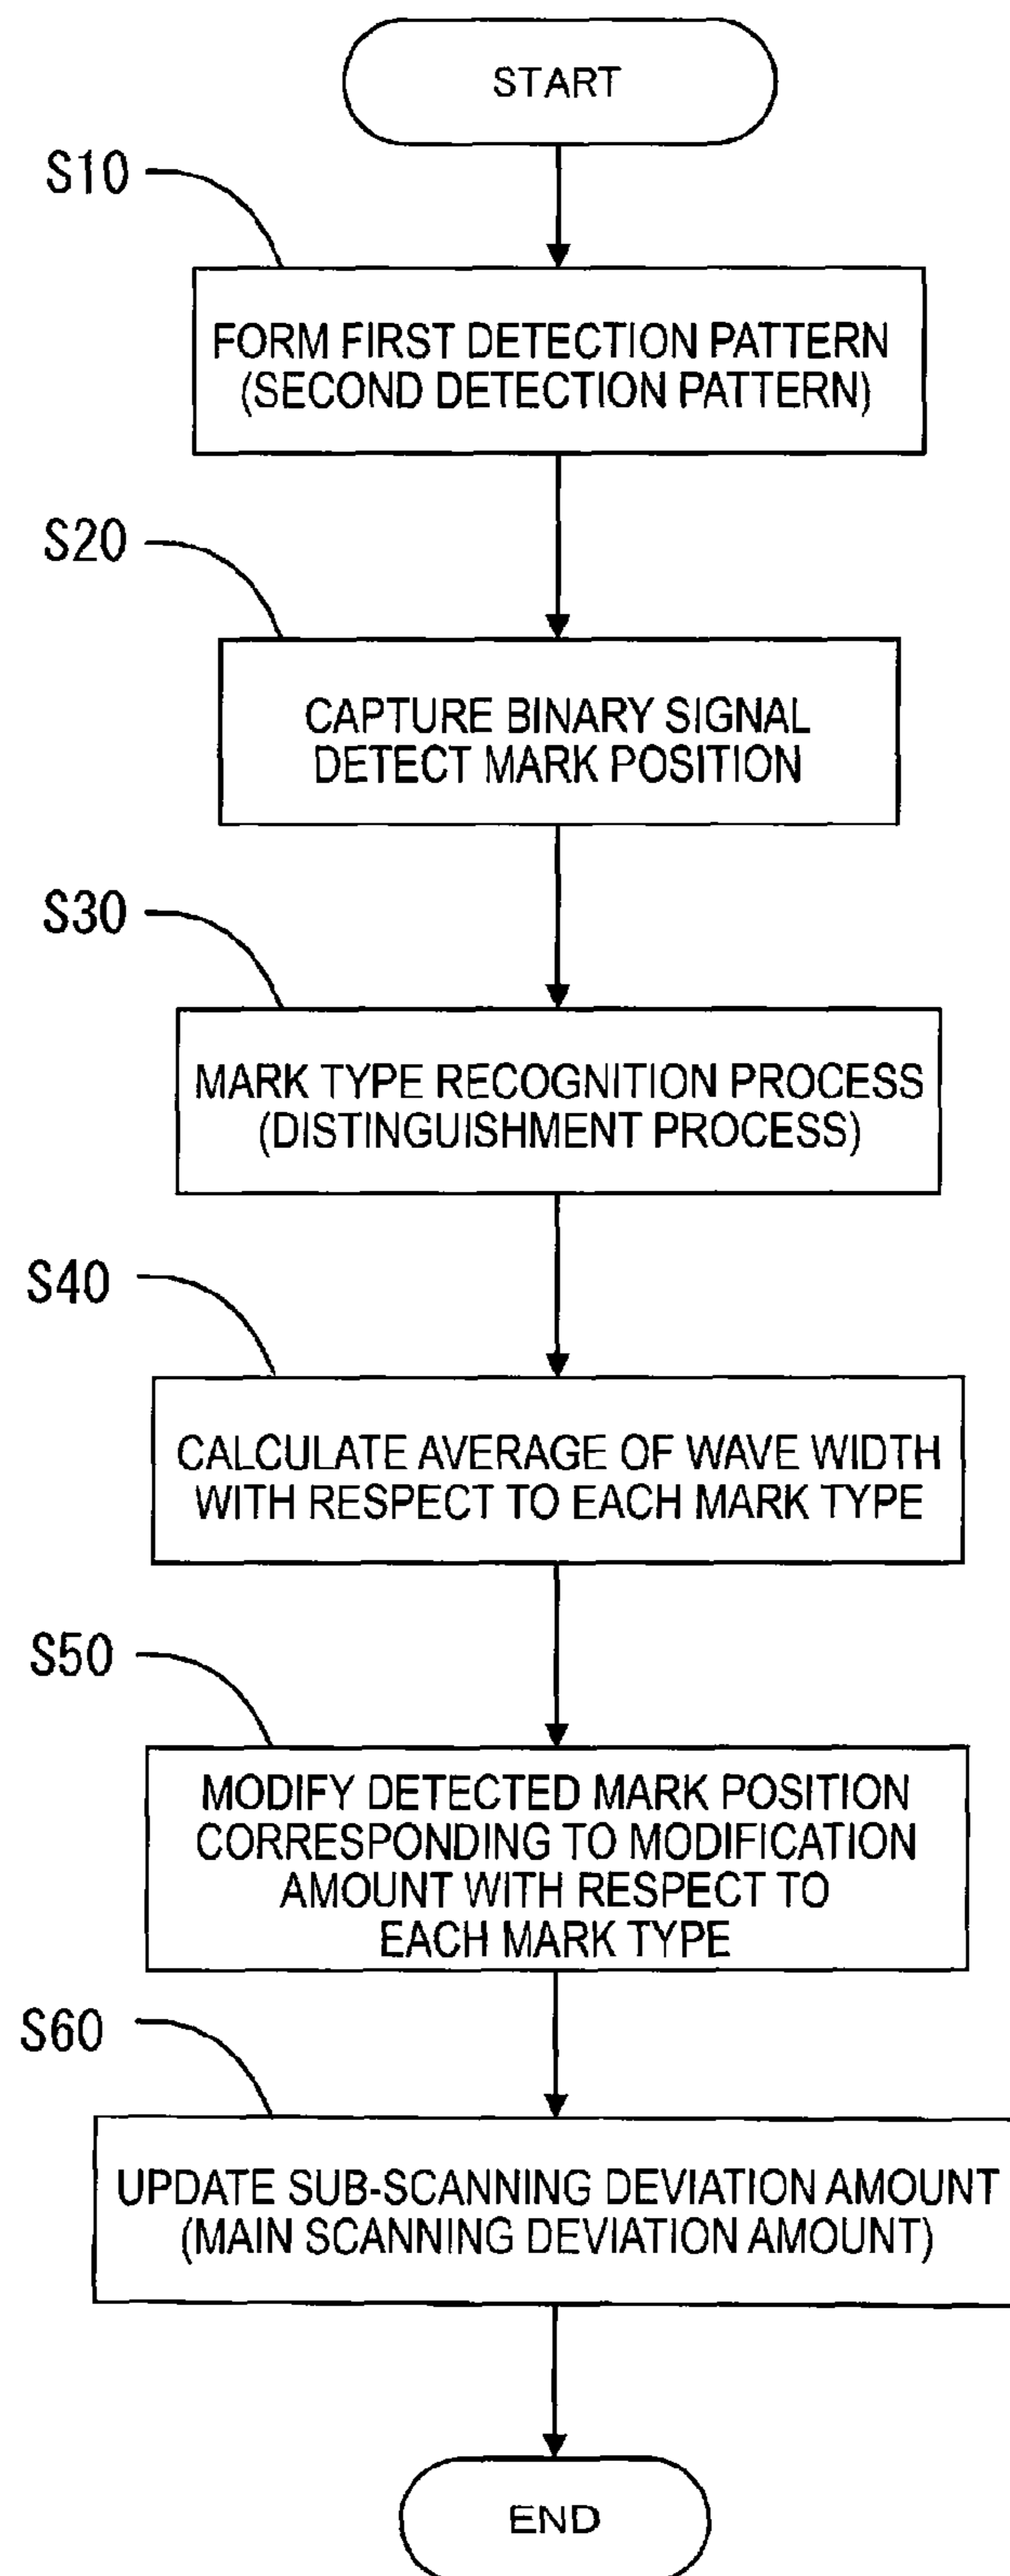 START
S10
FORM FIRST DETECTION PATTERN
(SECOND DETECTION PATTERN)
S20
CAPTURE BINARY SIGNAL
DETECT MARK POSITION
S30
MARK TYPE RECOGNITION PROCESS
(DISTINGUISHMENT PROCESS)
S40
CALCULATE AVERAGE OF WAVE WIDTH
WITH RESPECT TO EACH MARK TYPE
S50
MODIFY DETECTED MARK POSITION
CORRESPONDING TO MODIFICATION
AMOUNT WITH RESPECT TO
EACH MARK TYPE
S60
UPDATE SUB-SCANNING DEVIATION AMOUNT
(MAIN SCANNING DEVIATION AMOUNT)
END